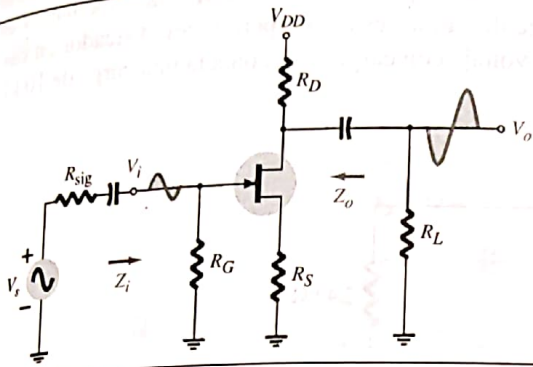 V_DD
R_D
V_o
V_i
R_sig
Z_o
R_L
+
V_s
Z_i
R_G
R_S
-